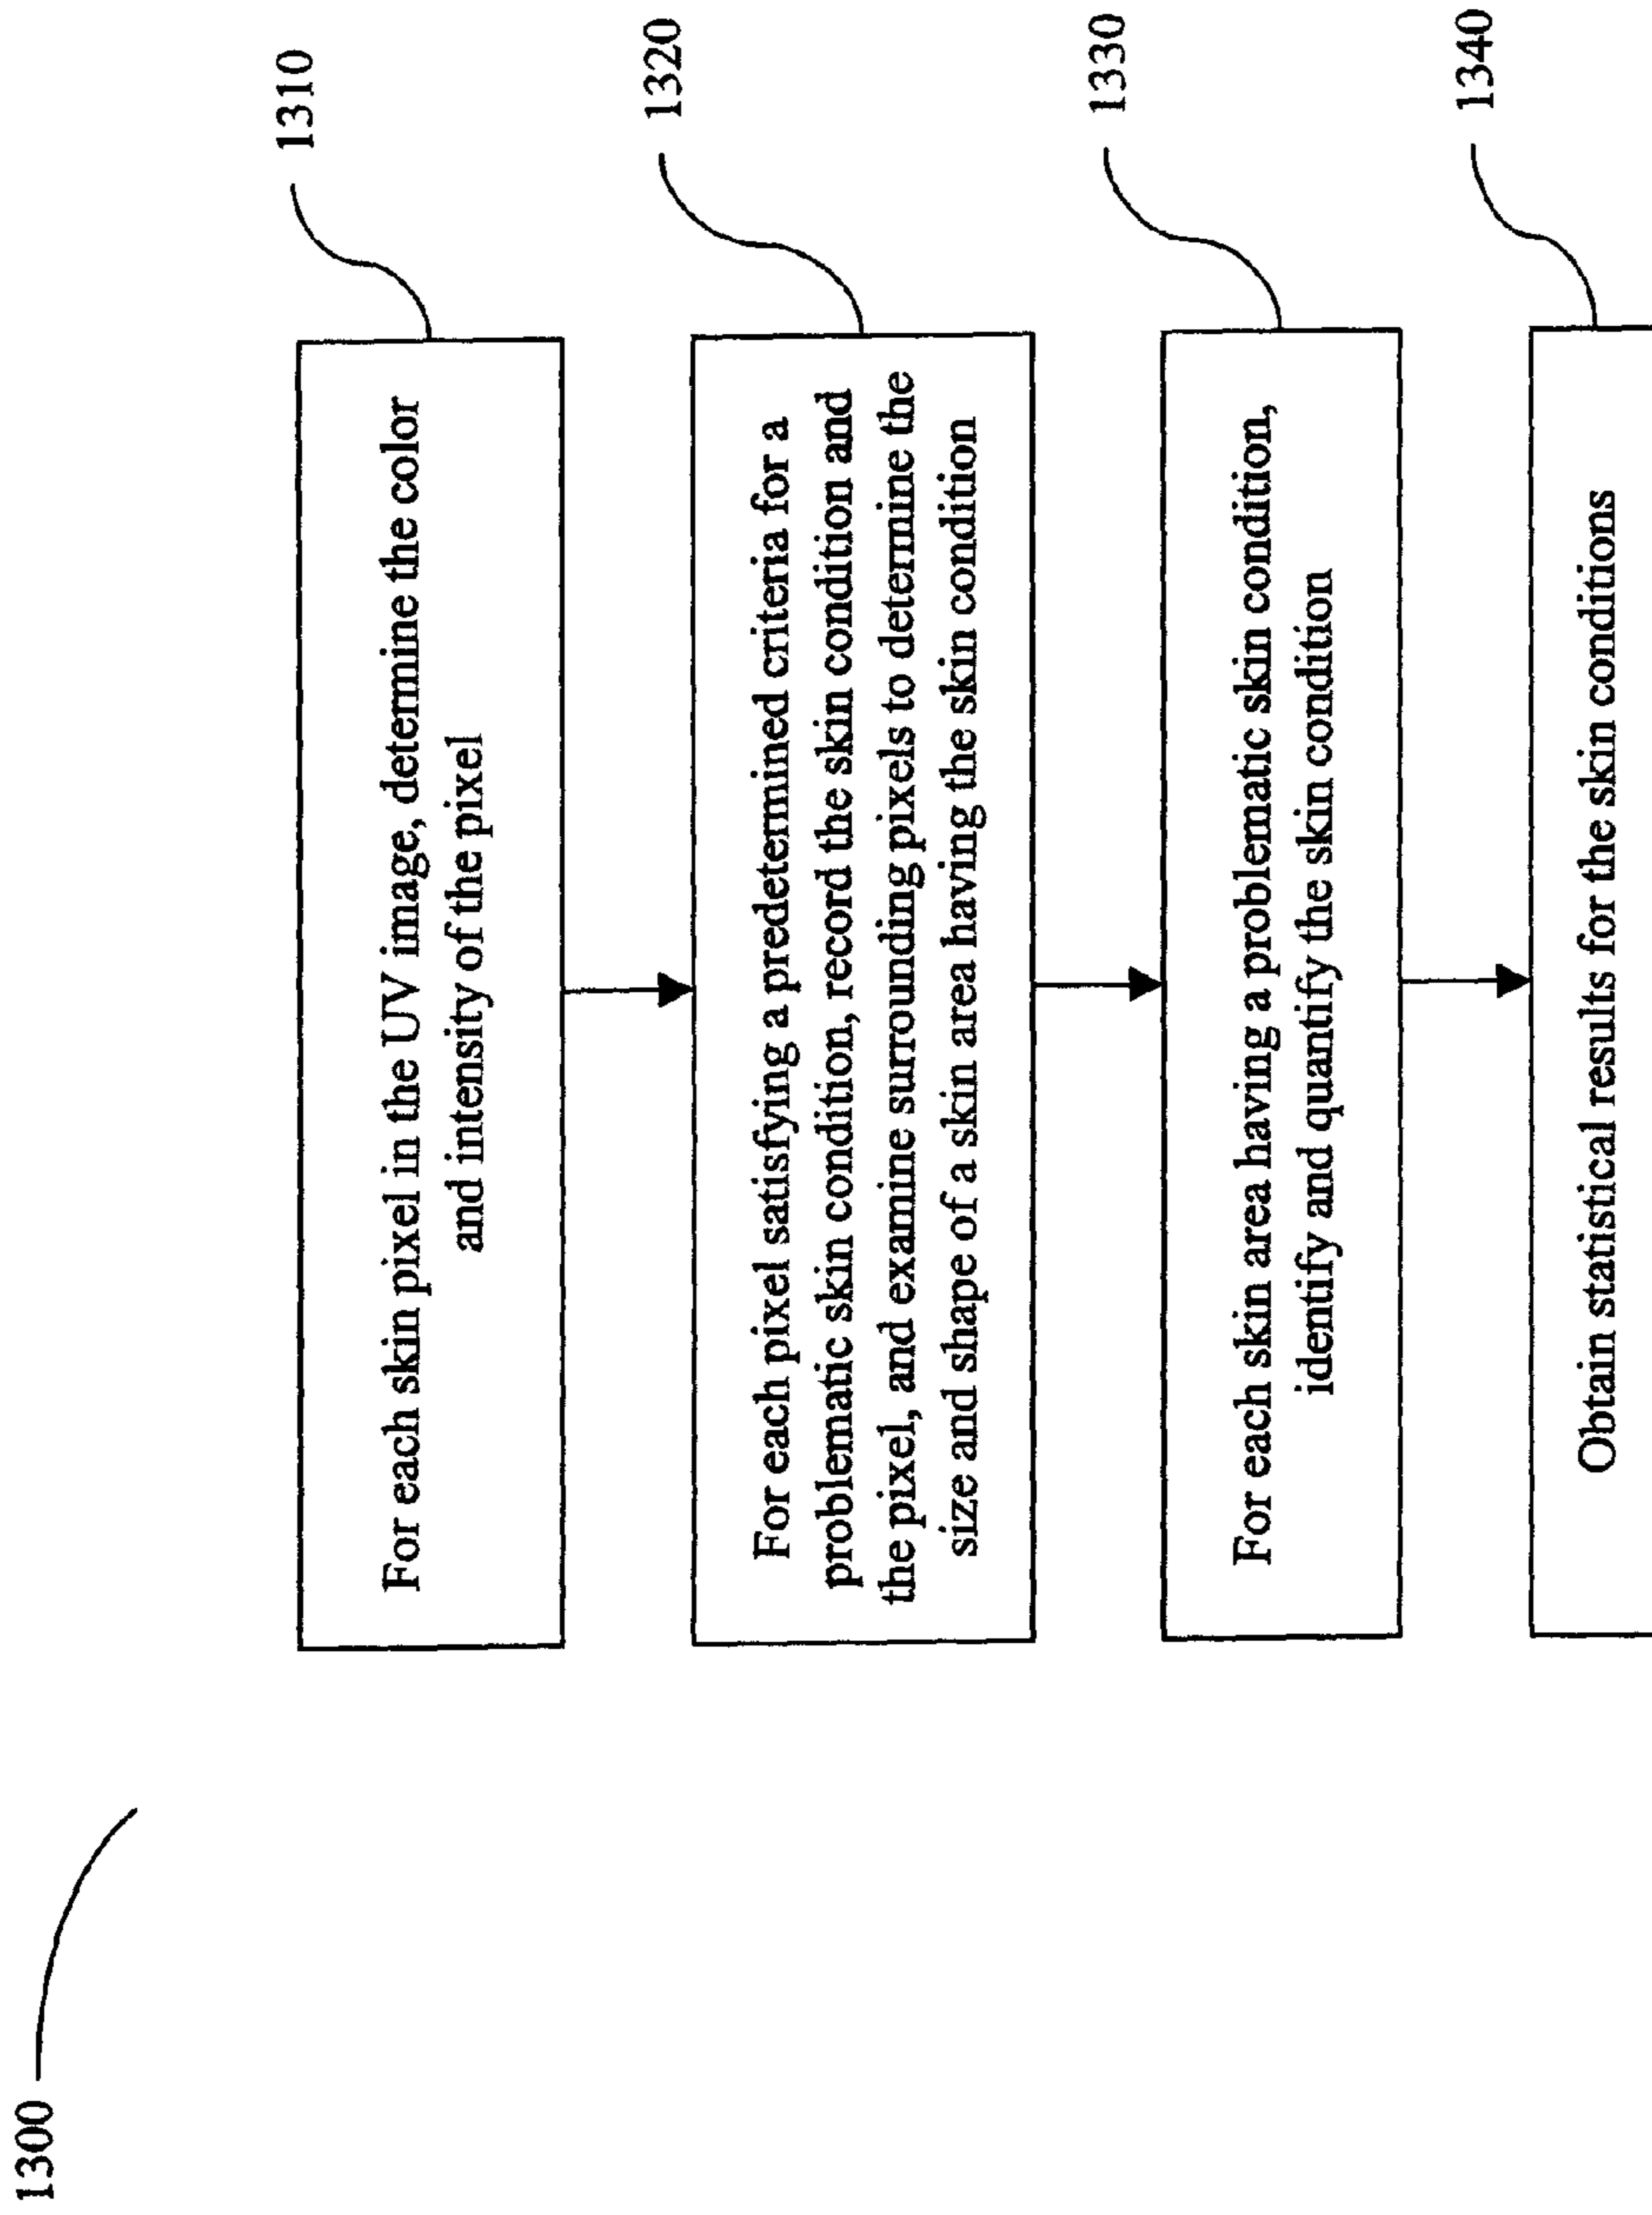 1300
1310
For each skin pixel in the UV image, determine the color
and intensity of the pixel
1320
For each pixel satisfying a predetermined criteria for a
problematic skin condition, record the skin condition and
the pixel, and examine surrounding pixels to determine the
size and shape of a skin area having the skin condition
1330
For each skin area having a problematic skin condition,
identify and quantify the skin condition
1340
Obtain statistical results for the skin conditions